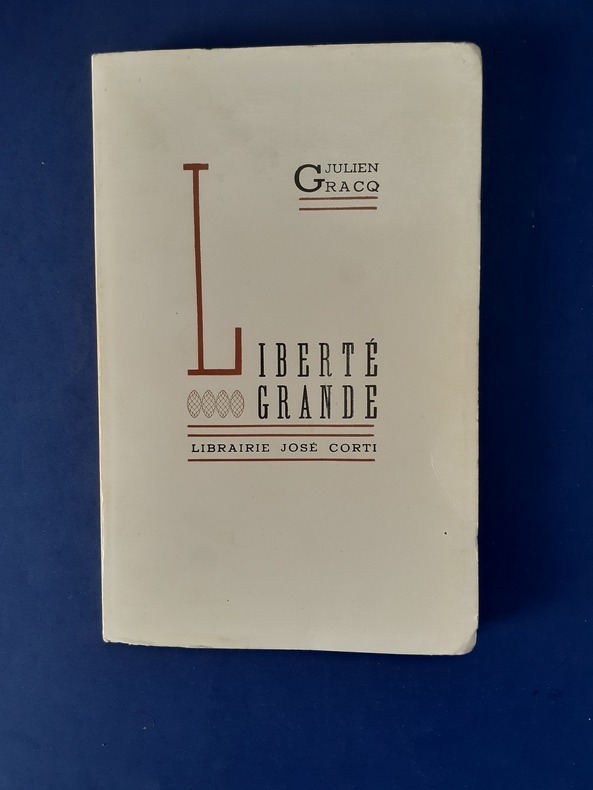 JULIEN
GRACQ
LIBERTÉ
GRANDE
LIBRAIRIE JOSÉ CORTI